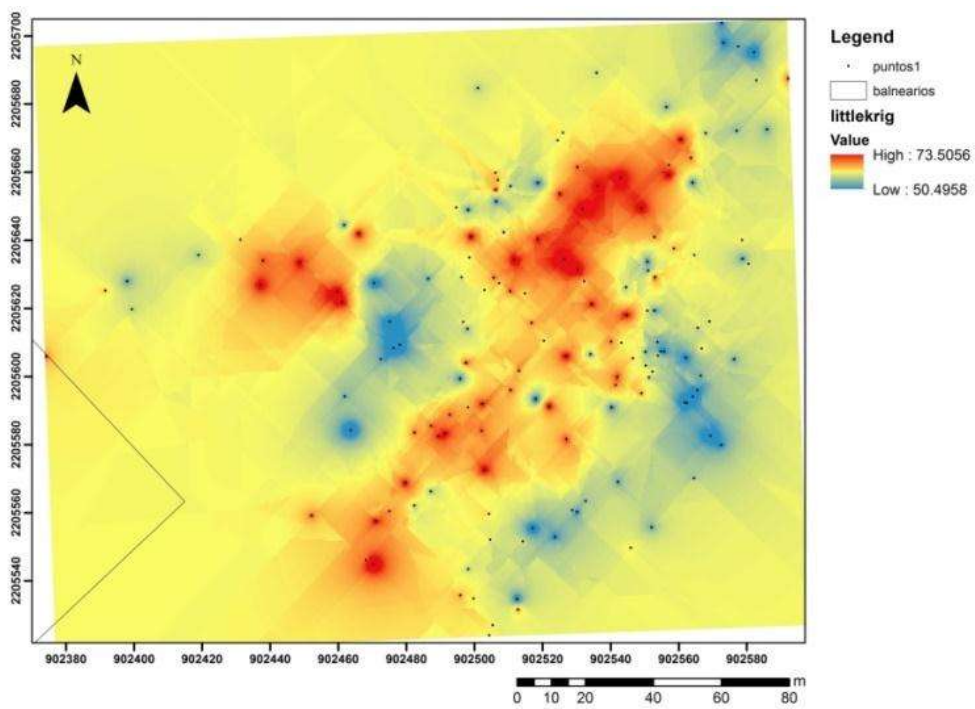 2205700
2205680
2205660
2205640
2205620
2205600
2205580
2205560
2205540
N
902380 902400 902420 902440 902460 902480 902500 902520 902540 902560 902580
Legend
puntos1
balnearios
littlekrig
Value
High : 73.5056
Low : 50.4958
m
0 10 20 40 60 80